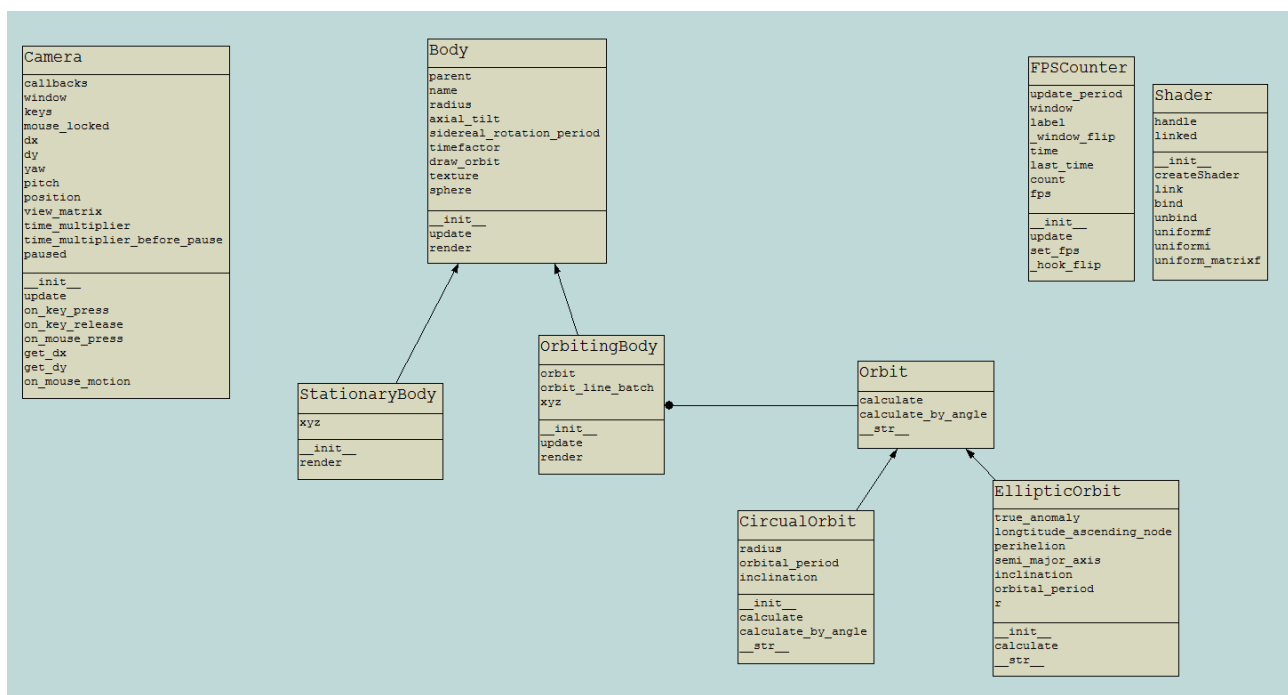 Camera
callbacks
window
keys
mouse_locked
dx
dy
yaw
pitch
position
view_matrix
time_multiplier
time_multiplier_before_pause
paused
__init__
update
on_key_press
on_key_release
on_mouse_press
get_dx
get_dy
on_mouse_motion
Body
parent
name
radius
axial_tilt
sidereal_rotation_period
timefactor
draw_orbit
texture
sphere
__init__
update
render
FPSCounter
update_period
window
label
_window_flip
time
last_time
count
fps
__init__
update
set_fps
_hook_flip
Shader
handle
linked
__init__
createShader
link
bind
unbind
uniformf
uniformi
uniform_matrixf
StationaryBody
xyz
__init__
render
OrbitingBody
orbit
orbit_line_batch
xyz
__init__
update
render
Orbit
calculate
calculate_by_angle
__str__
CircualOrbit
radius
orbital_period
inclination
__init__
calculate
calculate_by_angle
__str__
EllipticOrbit
true_anomaly
longtitude_ascending_node
perihelion
semi_major_axis
inclination
orbital_period
r
__init__
calculate
__str__